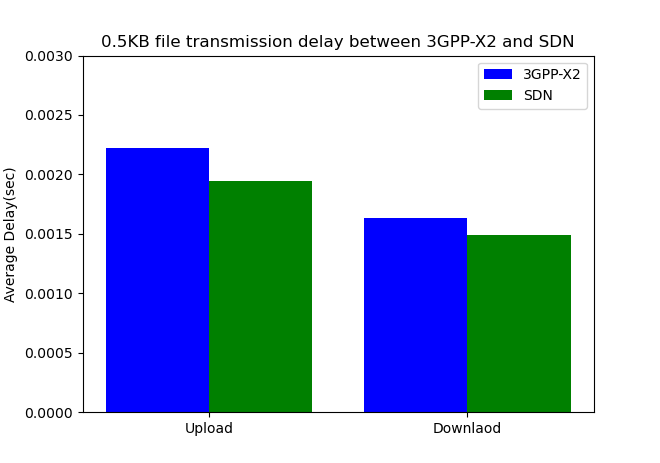 0.5KB file transmission delay between 3GPP-X2 and SDN
3GPP-X2
SDN
Average Delay(sec)
0.0030
0.0025
0.0020
0.0015
0.0010
0.0005
0.0000
Upload
Downlaod